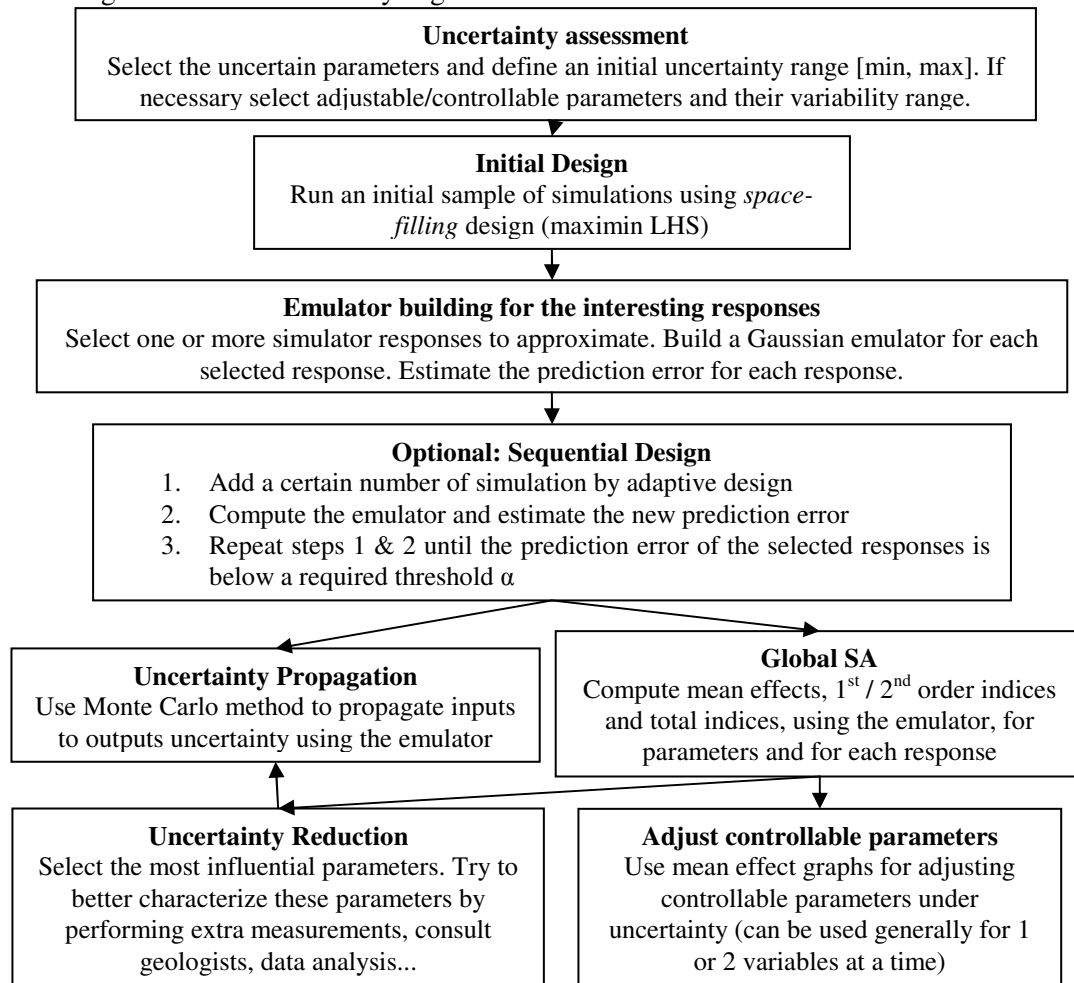 Uncertainty assessment
Select the uncertain parameters and define an initial uncertainty range [min, max]. If
necessary select adjustable/controllable parameters and their variability range.
Initial Design
Run an initial sample of simulations using space-
filling design (maximin LHS)
Emulator building for the interesting responses
Select one or more simulator responses to approximate. Build a Gaussian emulator for each
selected response. Estimate the prediction error for each response.
Optional: Sequential Design
1. Add a certain number of simulation by adaptive design
2. Compute the emulator and estimate the new prediction error
3. Repeat steps 1 & 2 until the prediction error of the selected responses is
below a required threshold α
Uncertainty Propagation
Use Monte Carlo method to propagate inputs
to outputs uncertainty using the emulator
Global SA
Compute mean effects, 1st / 2nd order indices
and total indices, using the emulator, for
parameters and for each response
Uncertainty Reduction
Select the most influential parameters. Try to
better characterize these parameters by
performing extra measurements, consult
geologists, data analysis...
Adjust controllable parameters
Use mean effect graphs for adjusting
controllable parameters under
uncertainty (can be used generally for 1
or 2 variables at a time)